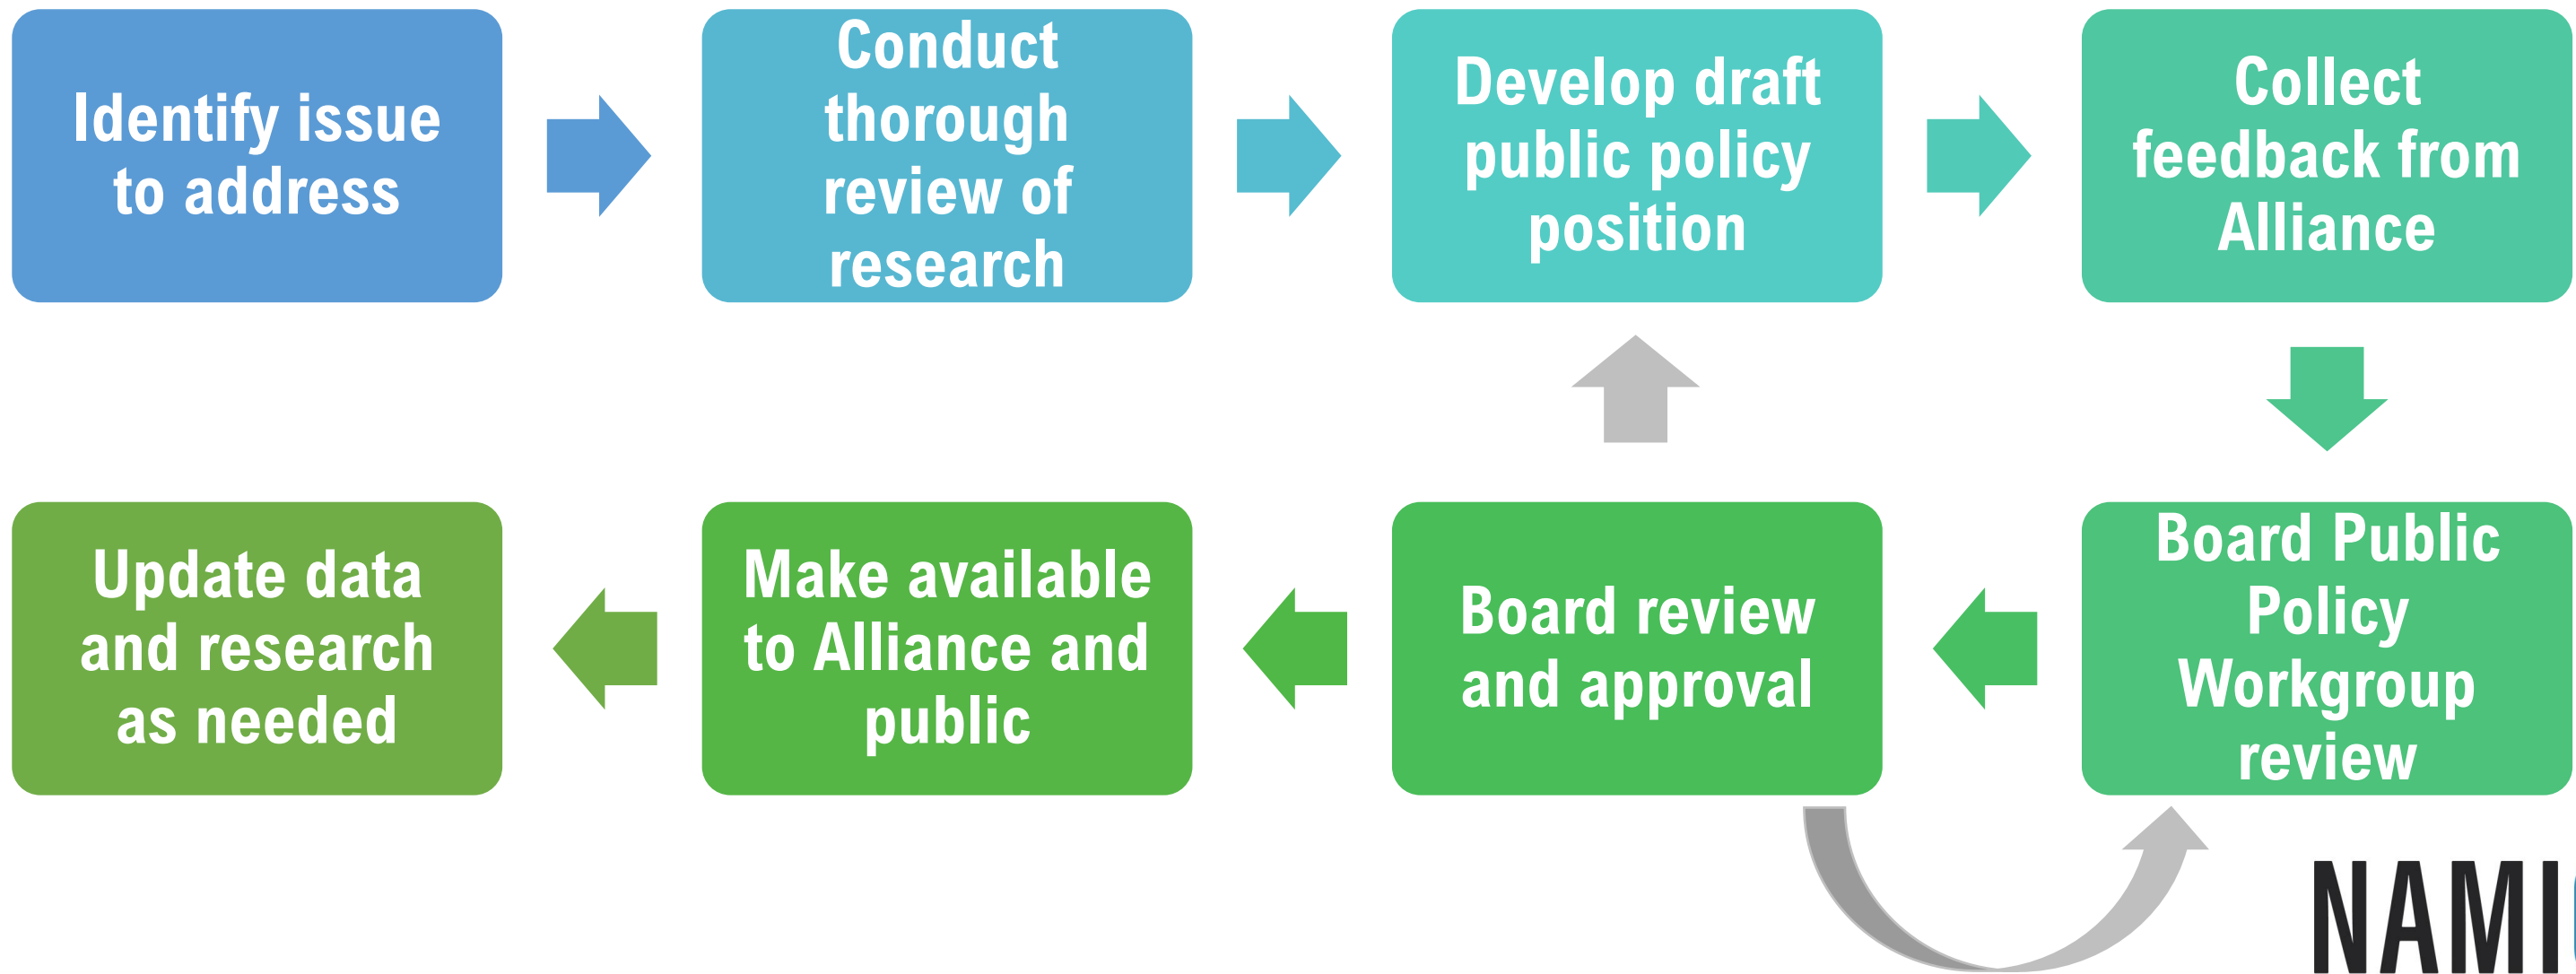 Identify issue
to address
Conduct
thorough
review of
research
Develop draft
public policy
position
Collect
feedback from
Alliance
Board Public
Policy
Workgroup
review
Board review
and approval
Make available
to Alliance and
public
Update data
and research
as needed
NAMI